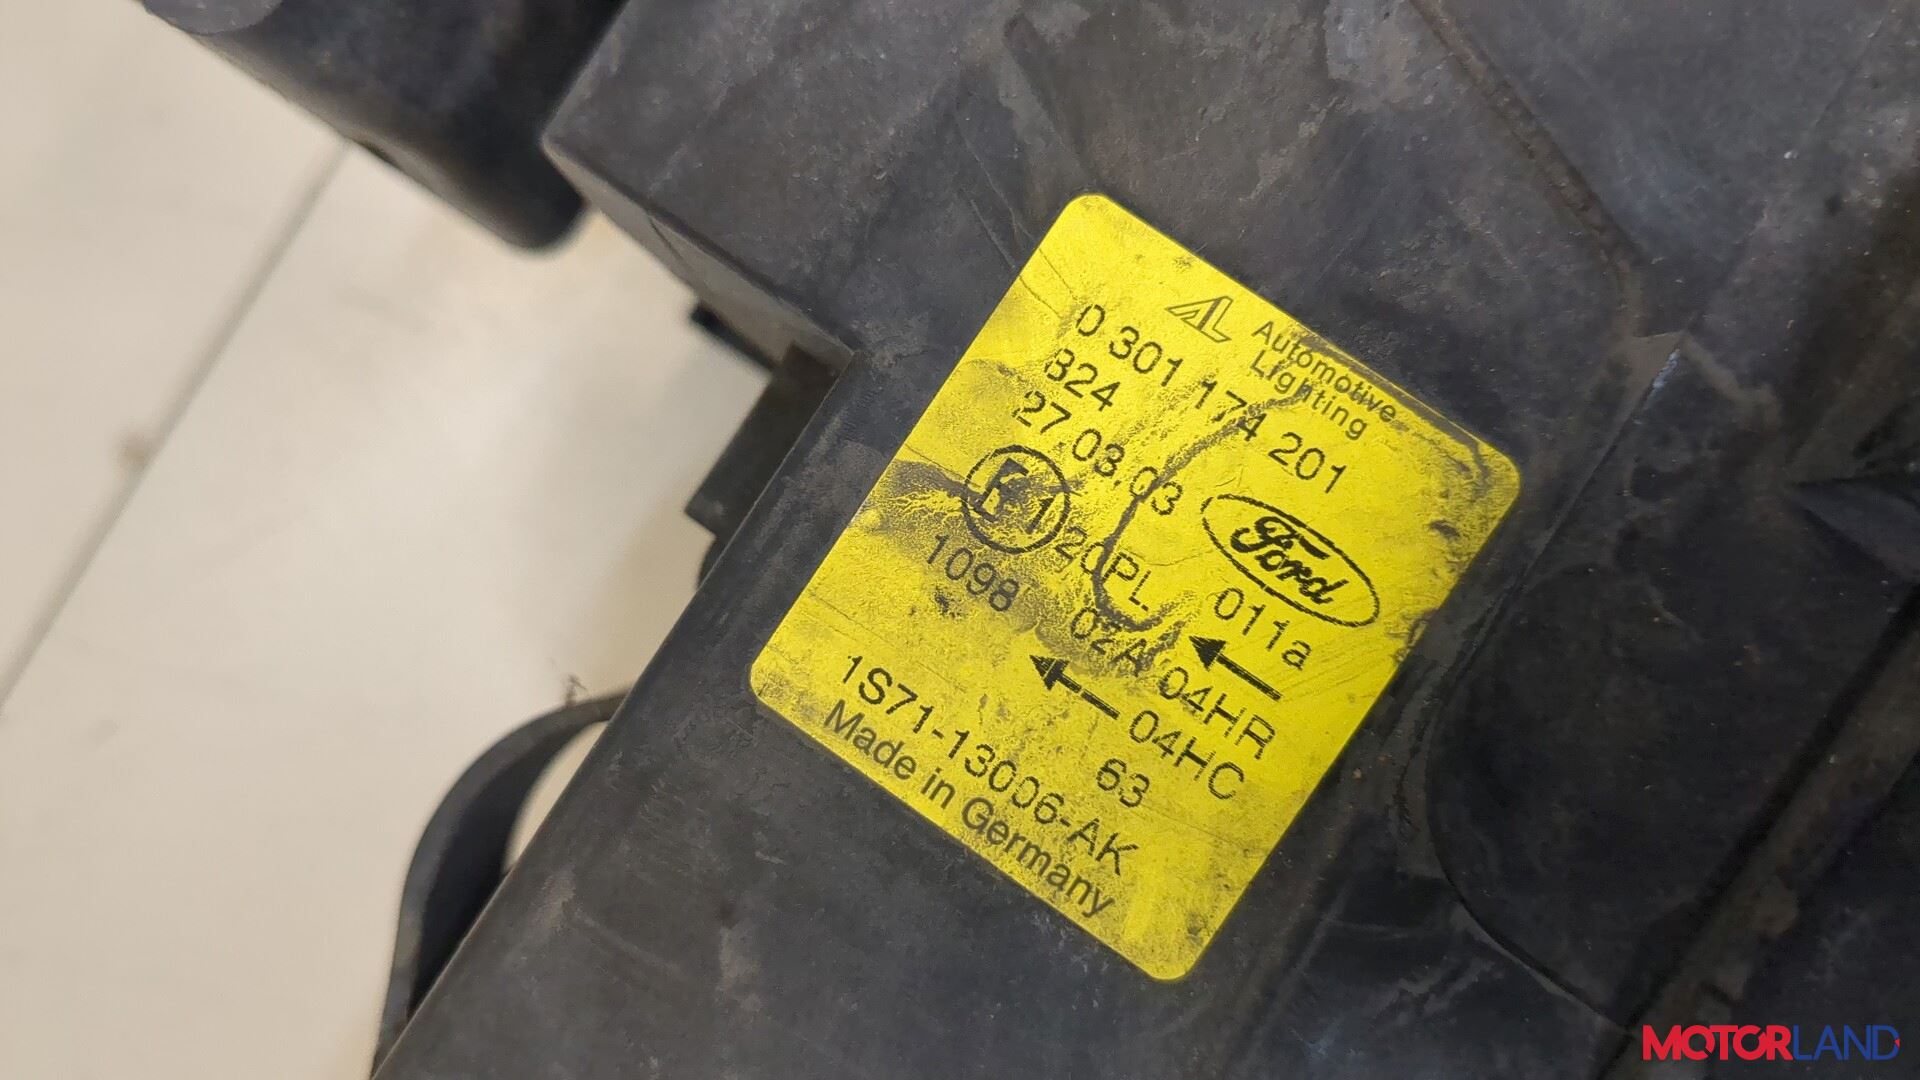 AL Automotive
Lighting
0 301 174 201
824
27.03.03
Ford
E1 20PL 011a
1098 02A/04HR
04HC
63
1S71-13006-AK
Made in Germany
MOTORLAND